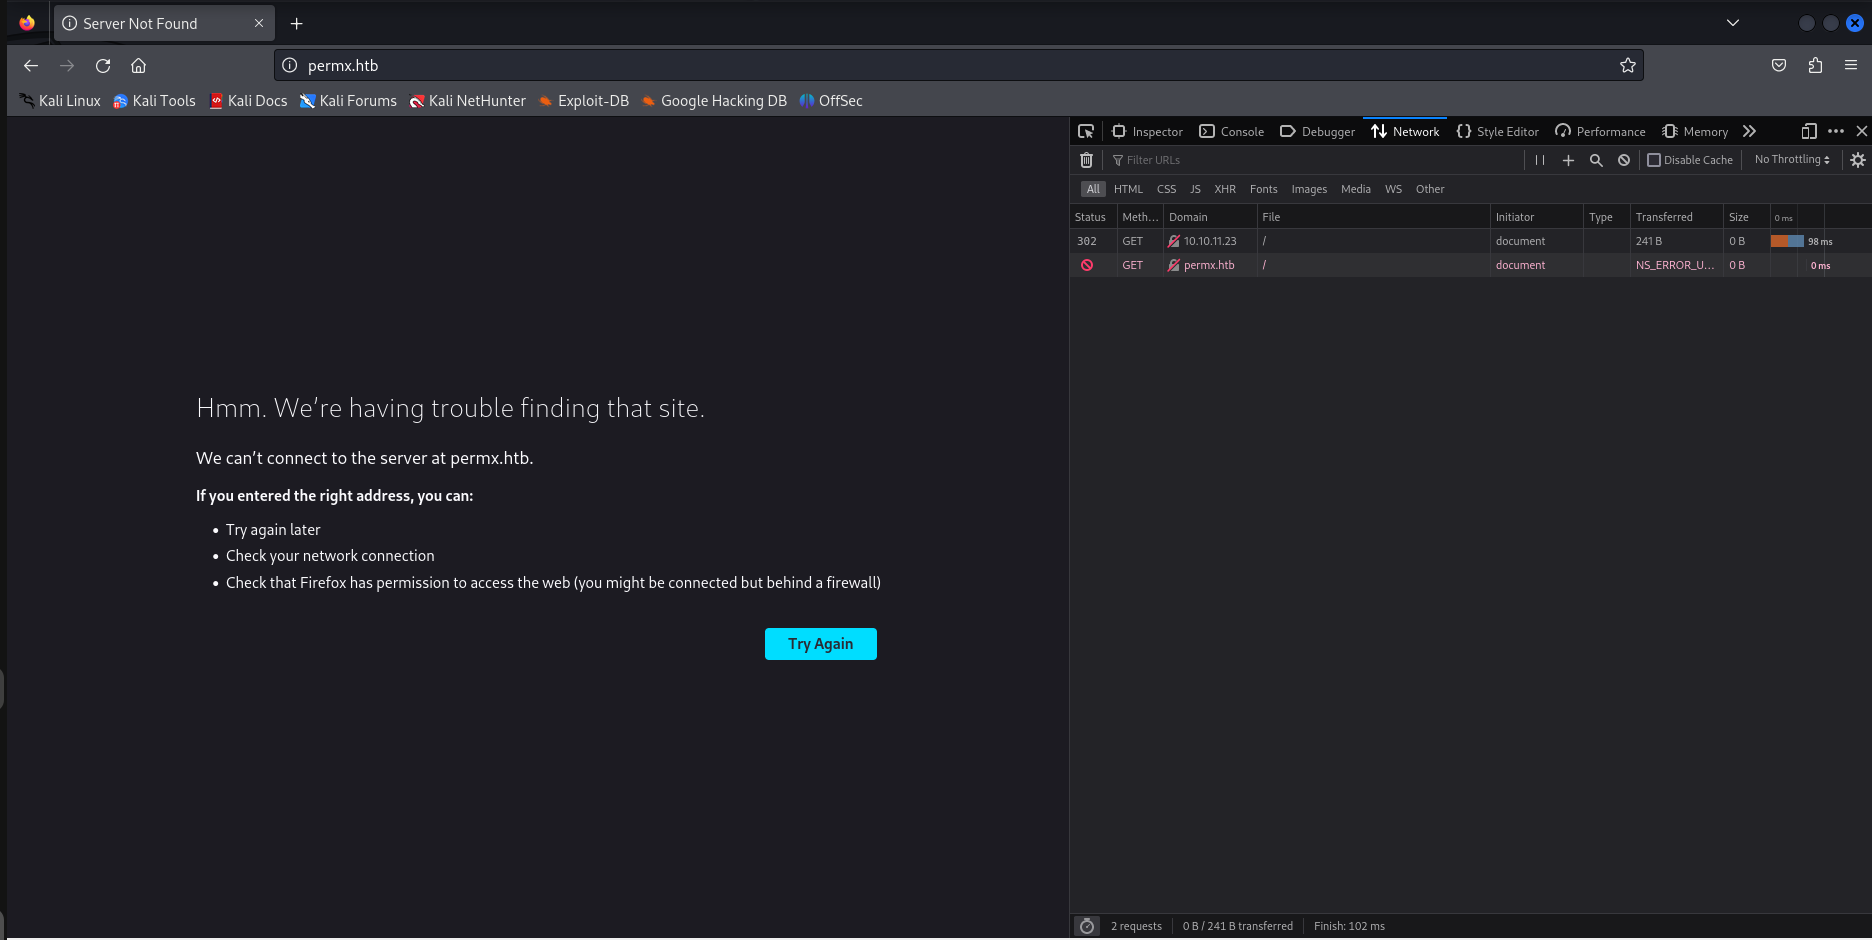 Server Not Found
permx.htb
Kali Linux Kali Tools Kali Docs Kali Forums Kali NetHunter Exploit-DB Google Hacking DB OffSec
Inspector Console Debugger Network Style Editor Performance Memory
Filter URLs Disable Cache No Throttling
All HTML CSS JS XHR Fonts Images Media WS Other
Status Meth... Domain File Initiator Type Transferred Size 0 ms
302 GET 10.10.11.23 / document 241 B 0 B 98 ms
GET permx.htb / document NS_ERROR_U... 0 B 0 ms
Hmm. We're having trouble finding that site.
We can't connect to the server at permx.htb.
If you entered the right address, you can:
• Try again later
• Check your network connection
• Check that Firefox has permission to access the web (you might be connected but behind a firewall)
Try Again
2 requests 0 B / 241 B transferred Finish: 102 ms